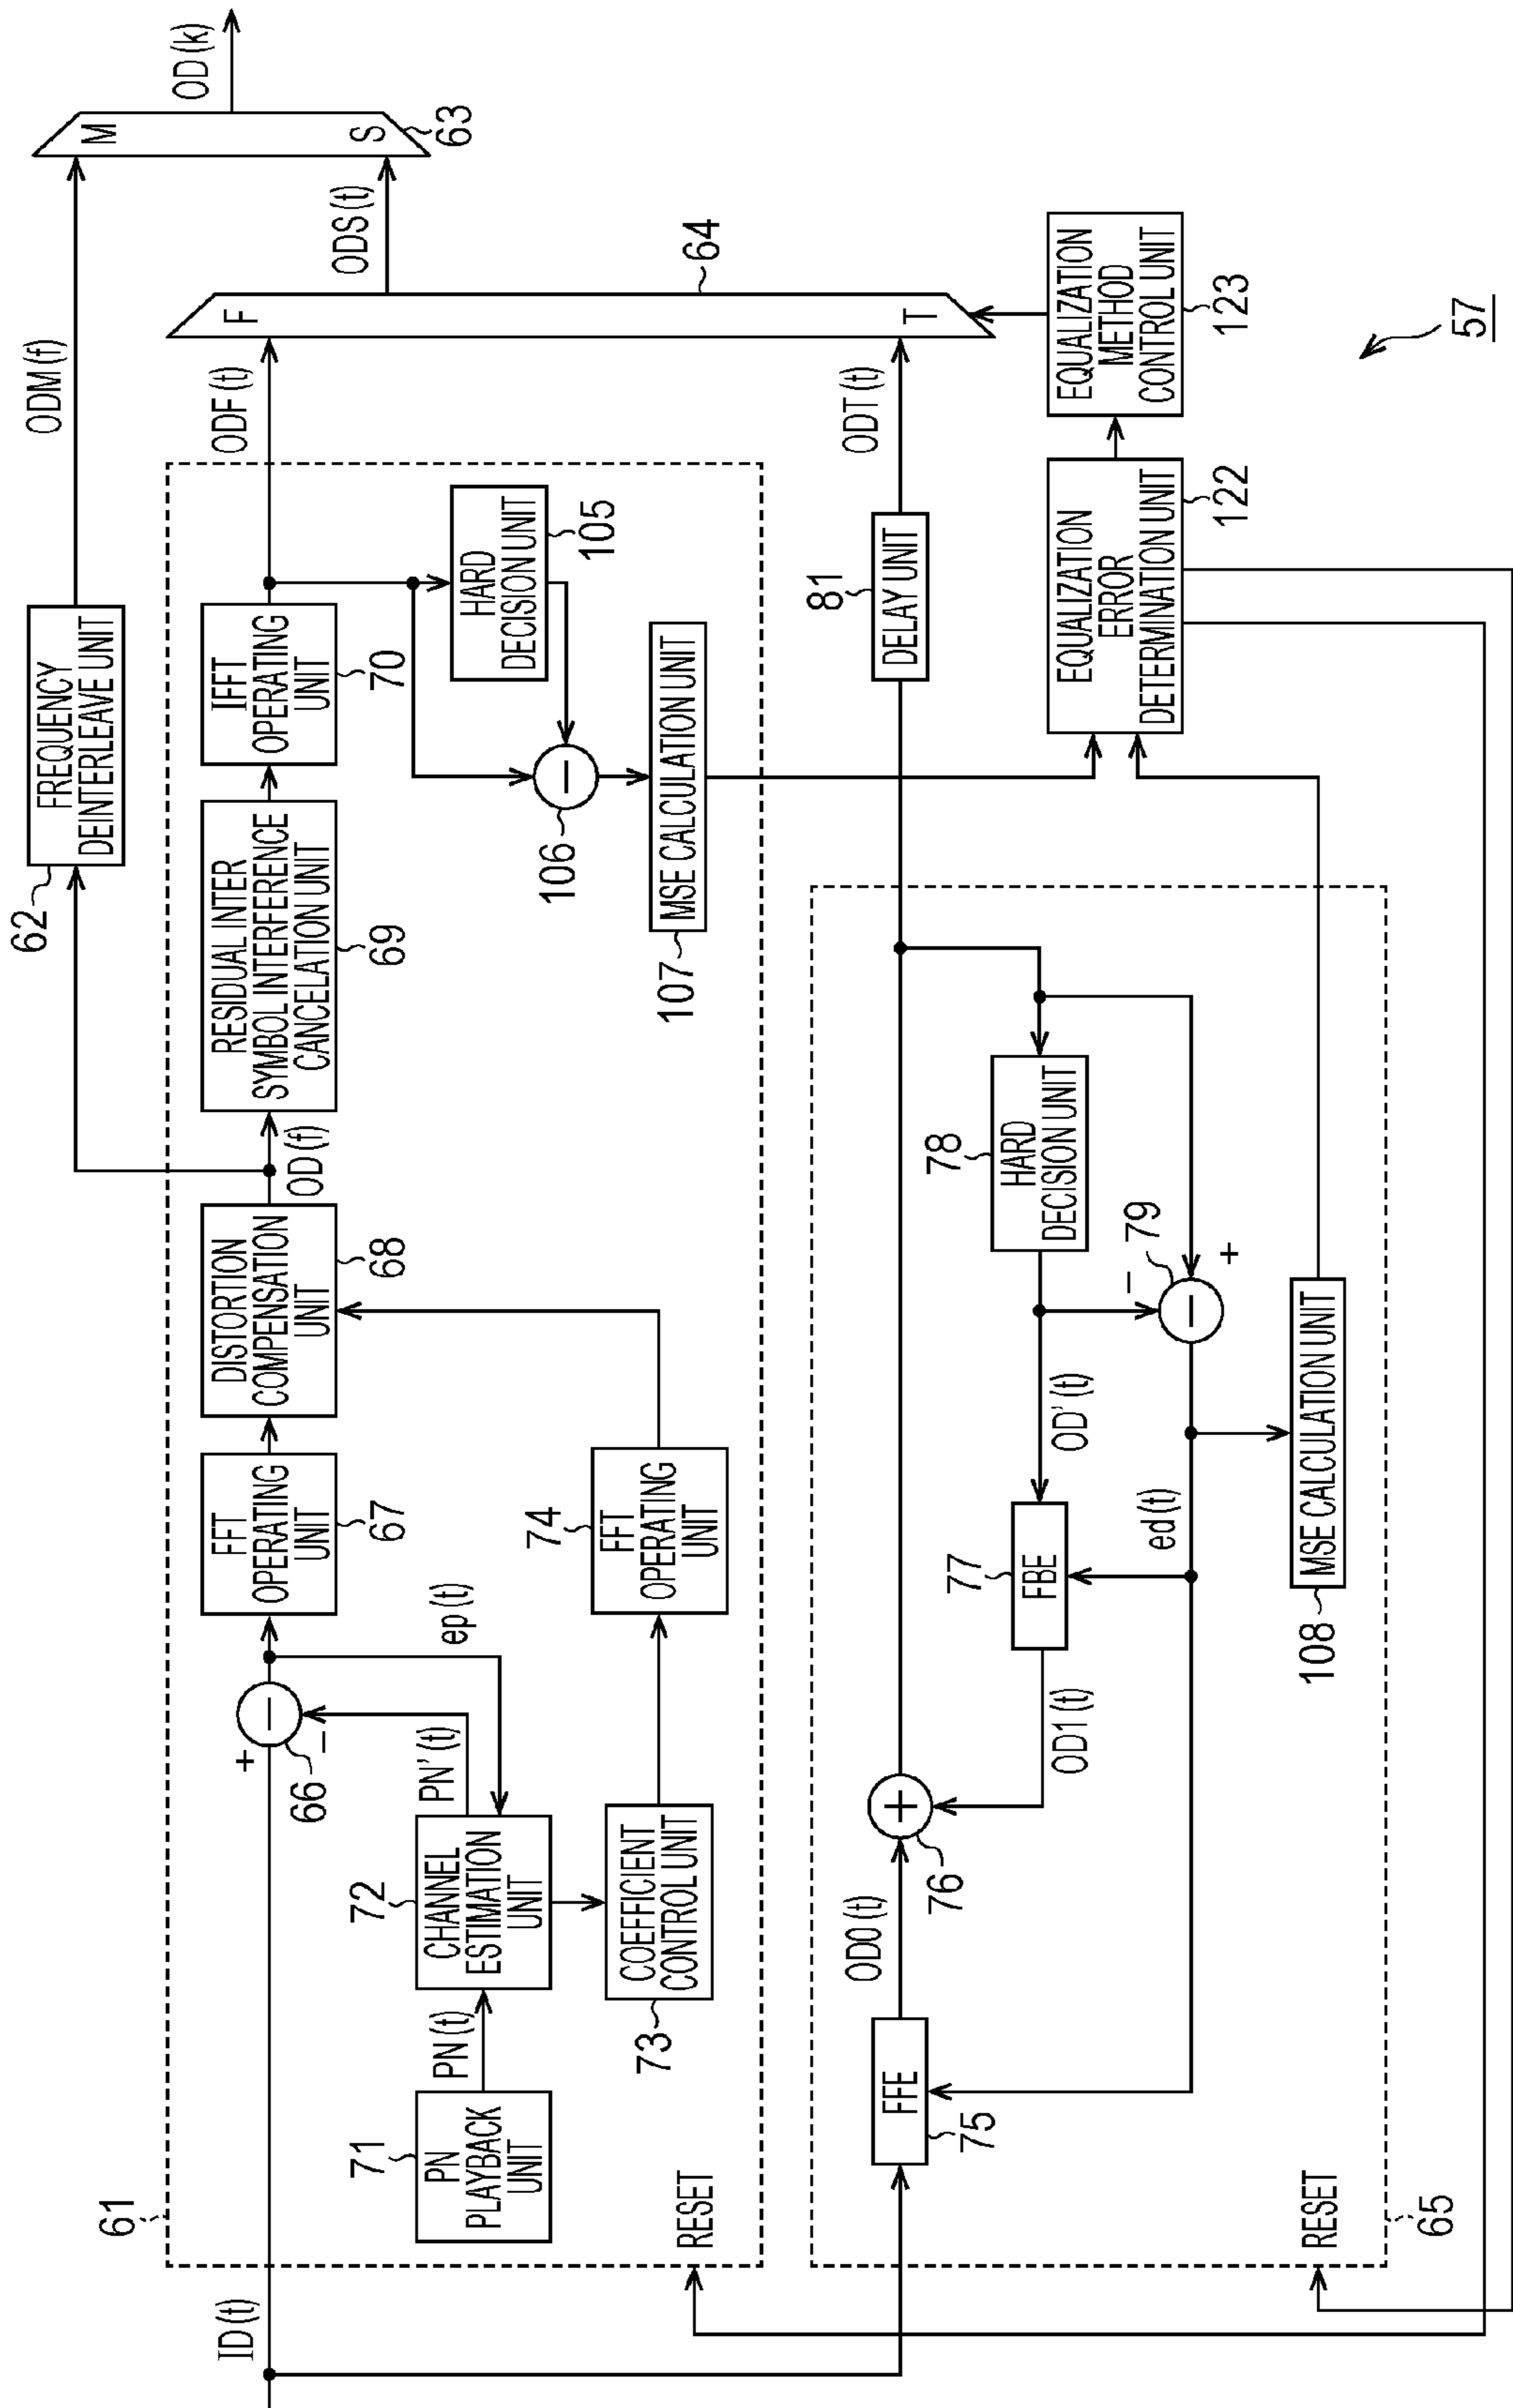 62
FREQUENCY
DEINTERLEAVE UNIT
ODM (f)
M
S
63
OD (k)
ODS (t)
61
ID (t)
+
−
−
66
PN' (t)
ep (t)
FFT
OPERATING
UNIT
67
DISTORTION
COMPENSATION
UNIT
68
OD (f)
RESIDUAL INTER
SYMBOL INTERFERENCE
CANCELATION UNIT
69
IFFT
OPERATING
UNIT
70
ODF (t)
F
64
71
PN
PLAYBACK
UNIT
PN (t)
72
CHANNEL
ESTIMATION
UNIT
COEFFICIENT
CONTROL UNIT
73
74
FFT
OPERATING
UNIT
HARD
DECISION UNIT
105
−
106
MSE CALCULATION UNIT
107
RESET
FFE
75
OD0 (t)
+
76
OD1 (t)
77
FBE
OD' (t)
ed (t)
78
HARD
DECISION UNIT
−
79
−
+
81
DELAY UNIT
ODT (t)
T
MSE CALCULATION UNIT
108
EQUALIZATION
ERROR
DETERMINATION UNIT
122
EQUALIZATION
METHOD
CONTROL UNIT
123
RESET
65
57